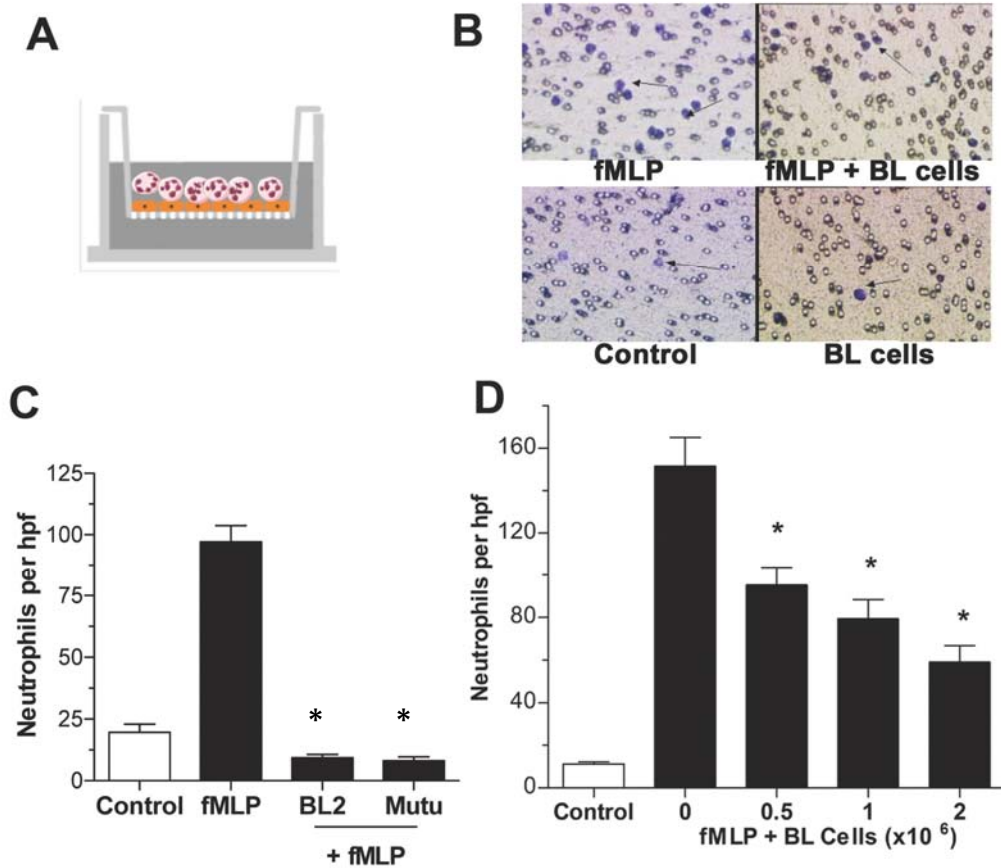 A
B
fMLP
fMLP + BL cells
Control
BL cells
C
Neutrophils per hpf
125
100
75
50
25
0
*
*
Control
fMLP
BL2
Mutu
+ fMLP
D
Neutrophils per hpf
160
120
80
40
0
*
*
*
Control
0
0.5
1
2
fMLP + BL Cells (x10 6)